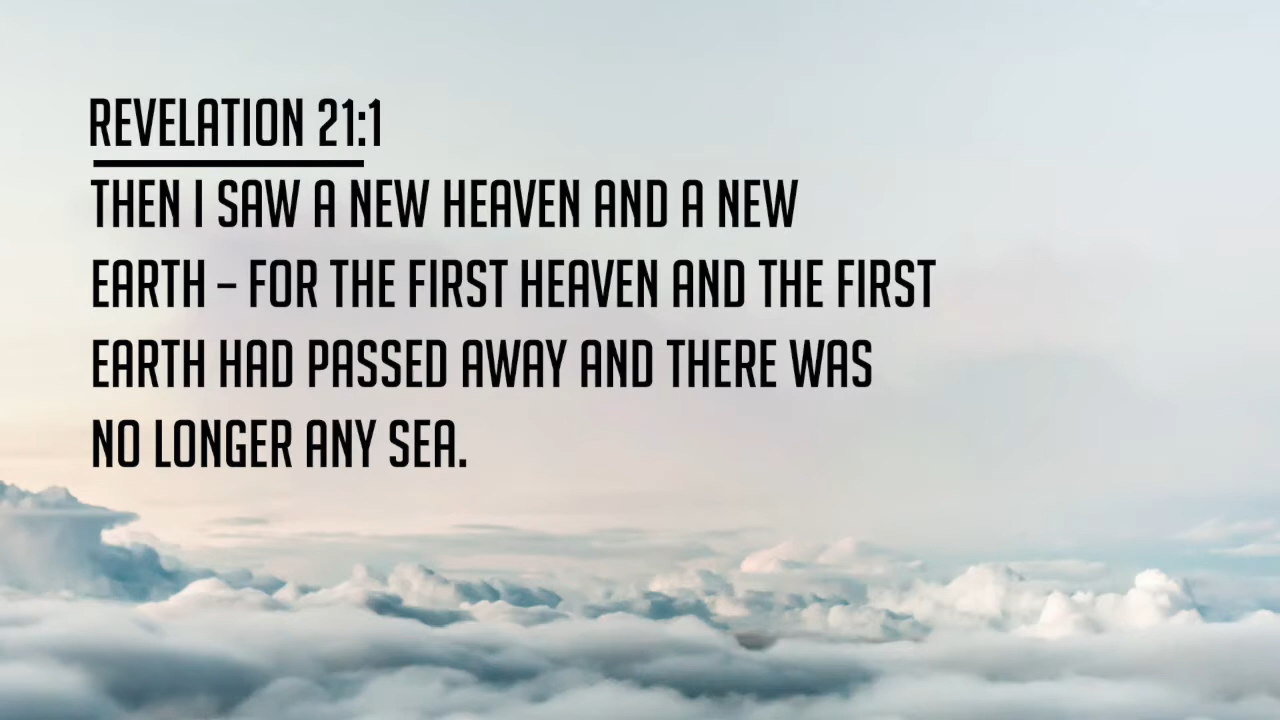 REVELATION 21:1
THEN I SAW A NEW HEAVEN AND A NEW
EARTH – FOR THE FIRST HEAVEN AND THE FIRST
EARTH HAD PASSED AWAY AND THERE WAS
NO LONGER ANY SEA.